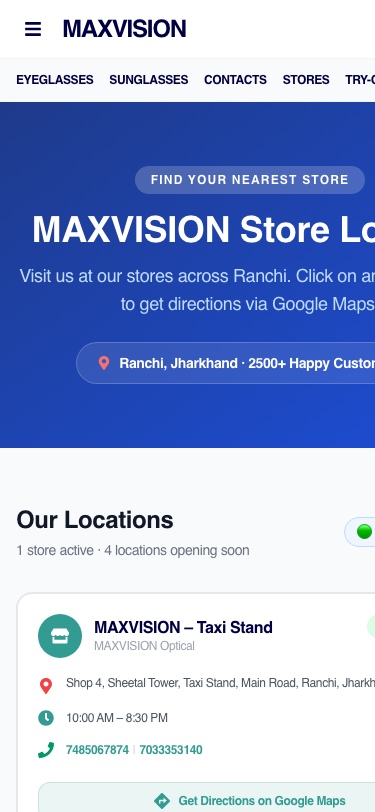 MAXVISION
EYEGLASSES SUNGLASSES CONTACTS STORES TRY-
FIND YOUR NEAREST STORE
MAXVISION Store Lo
Visit us at our stores across Ranchi. Click on a
to get directions via Google Maps
Ranchi, Jharkhand · 2500+ Happy Custo
Our Locations
1 store active · 4 locations opening soon
MAXVISION – Taxi Stand
MAXVISION Optical
Shop 4, Sheetal Tower, Taxi Stand, Main Road, Ranchi, Jharkh
10:00 AM – 8:30 PM
7485067874 | 7033353140
Get Directions on Google Maps